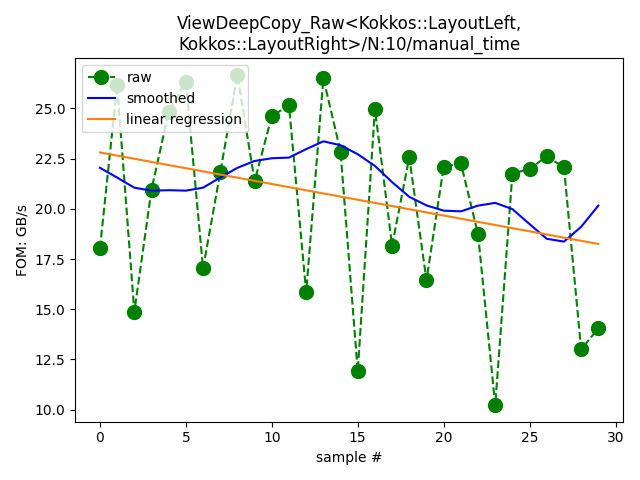 ViewDeepCopy_Raw<Kokkos::LayoutLeft,
Kokkos::LayoutRight>/N:10/manual_time
raw
smoothed
linear regression
FOM: GB/s
25.0
22.5
20.0
17.5
15.0
12.5
10.0
0
5
10
15
20
25
30
sample #